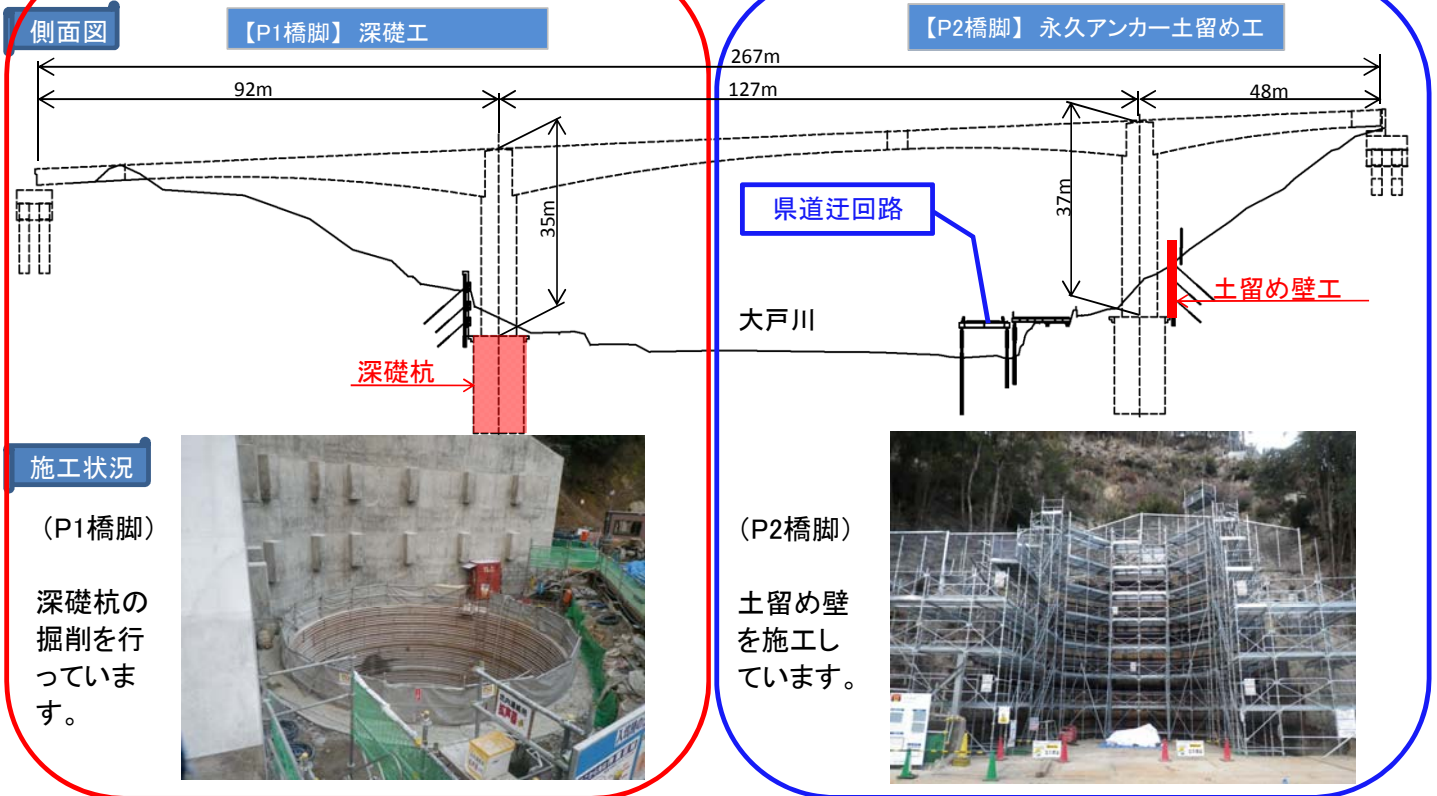 側面図
【P1橋脚】深礎工
【P2橋脚】永久アンカー土留め工
267m
92m
127m
48m
35m
37m
県道迂回路
大戸川
土留め壁工
深礎杭
施工状況
(P1橋脚)
深礎杭の
掘削を行
っていま
す。
(P2橋脚)
土留め壁
を施工し
ています。